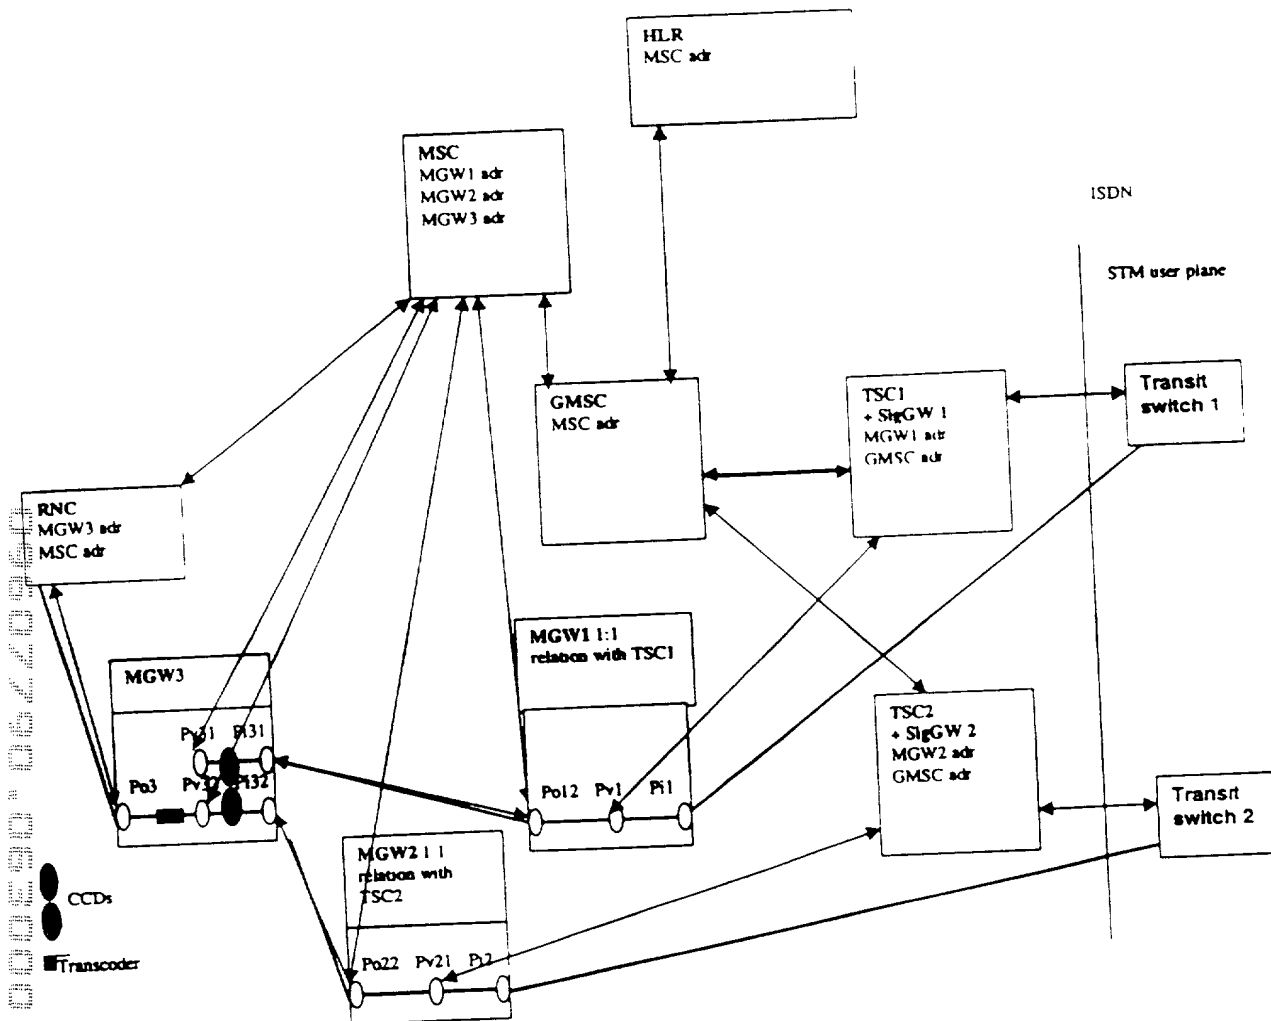 HLR
MSC adr
MSC
MGW1 adr
MGW2 adr
MGW3 adr
ISDN
STM user plane
GMSC
MSC adr
TSC1
+ SigGW 1
MGW1 adr
GMSC adr
Transit
switch 1
RNC
MGW3 adr
MSC adr
MGW1 1:1
relation with TSC1
MGW3
Pv31 Pi31
Po3 Pv32 Pi32
Po12 Pv1 Pi1
TSC2
+ SigGW 2
MGW2 adr
GMSC adr
Transit
switch 2
MGW2 1 1
relation with
TSC2
Po22 Pv21 Pi2
CCDs
Transcoder